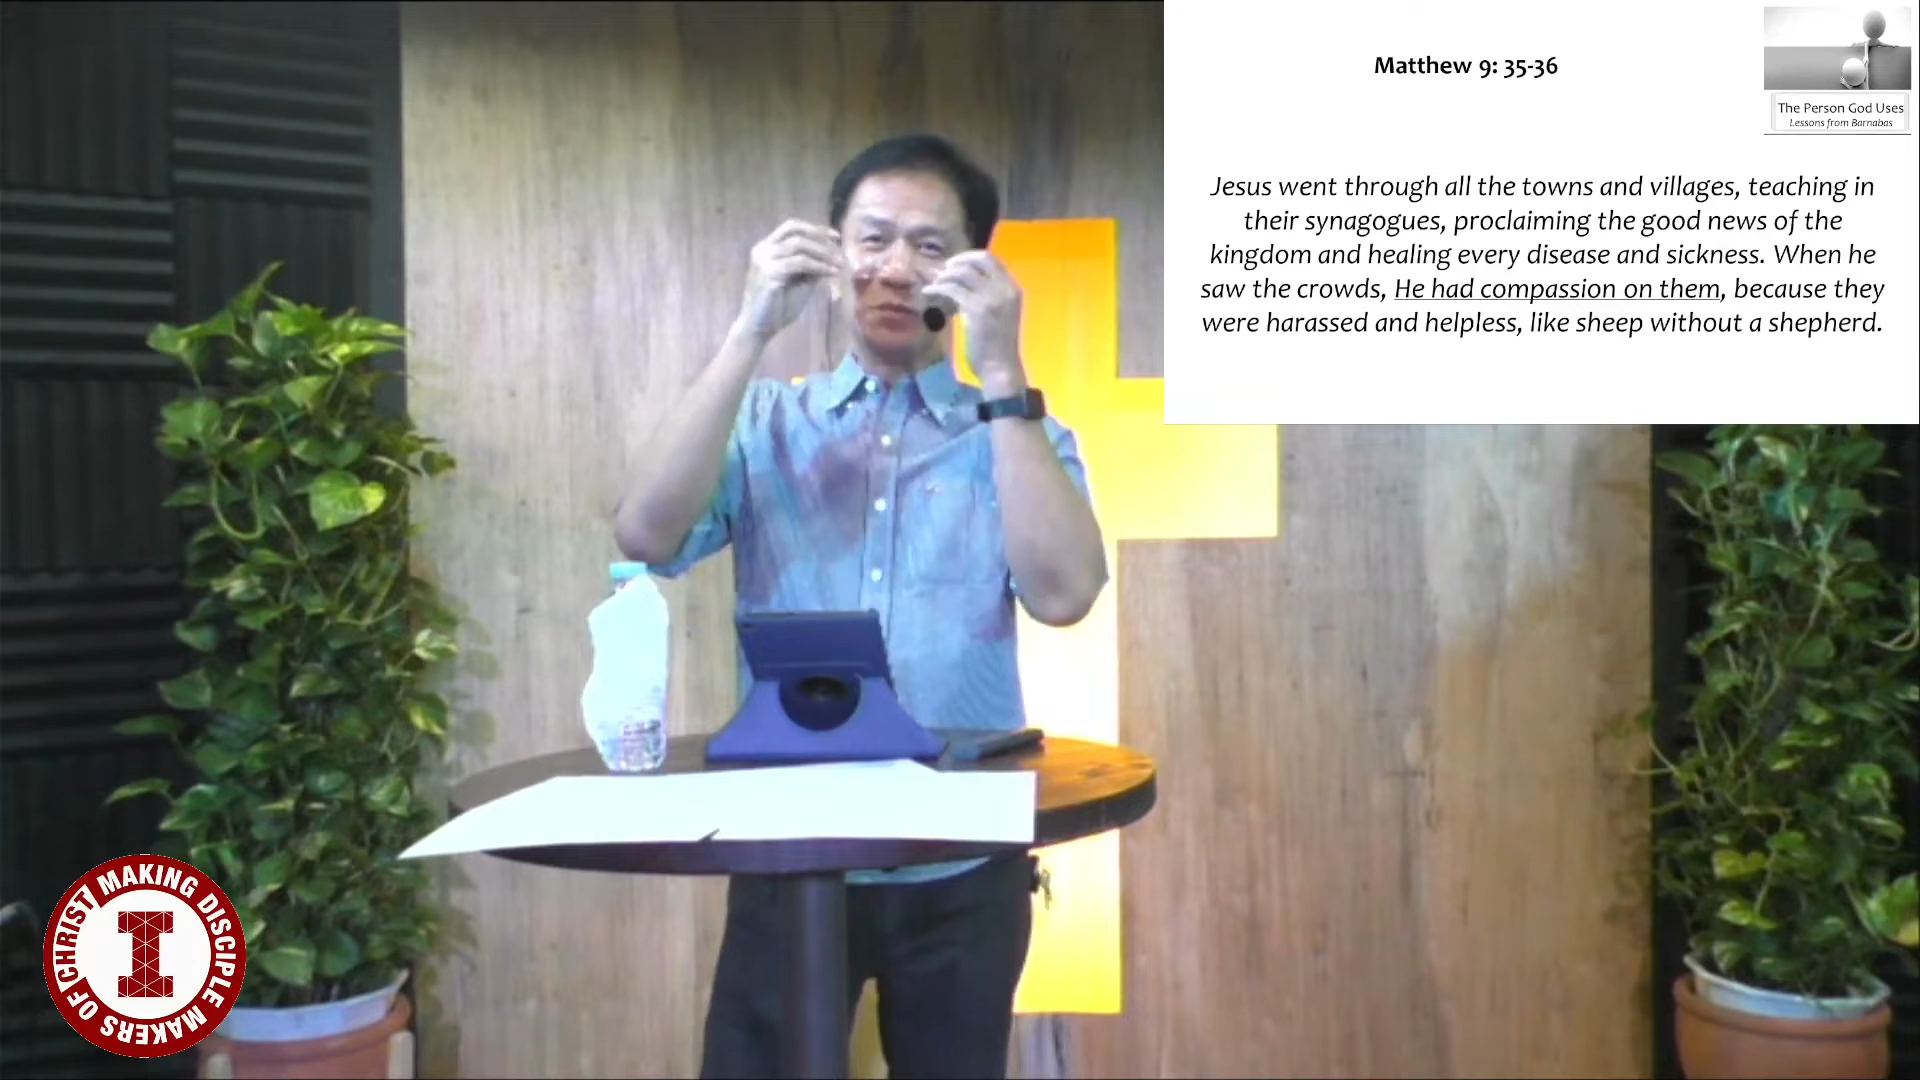 Matthew 9: 35-36
The Person God Uses
Lessons from Barnabas
Jesus went through all the towns and villages, teaching in
their synagogues, proclaiming the good news of the
kingdom and healing every disease and sickness. When he
saw the crowds, He had compassion on them, because they
were harassed and helpless, like sheep without a shepherd.
MAKING DISCIPLE MAKERS OF CHRIST
I